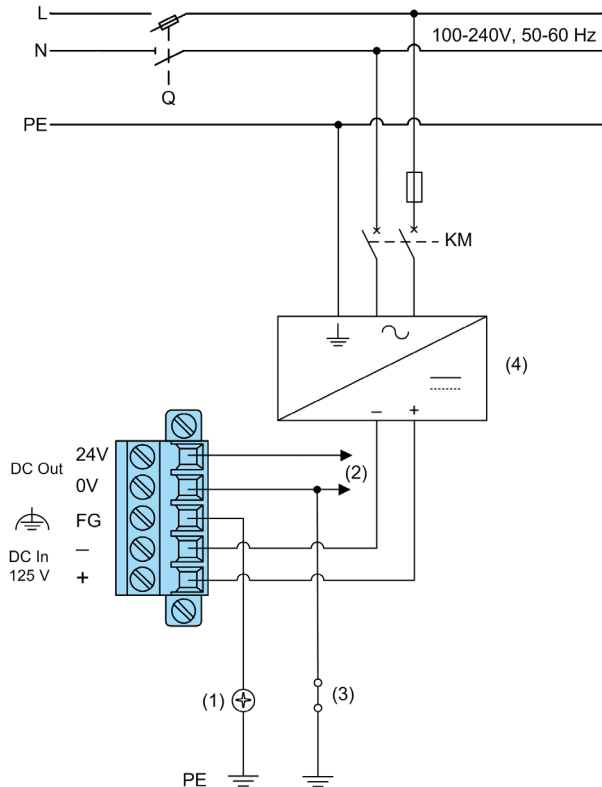 L
100-240V, 50-60 Hz
N
Q
PE
KM
(4)
– +
24V
DC Out
(2)
0V
FG
–
DC In
125 V
+
(1)
(3)
PE